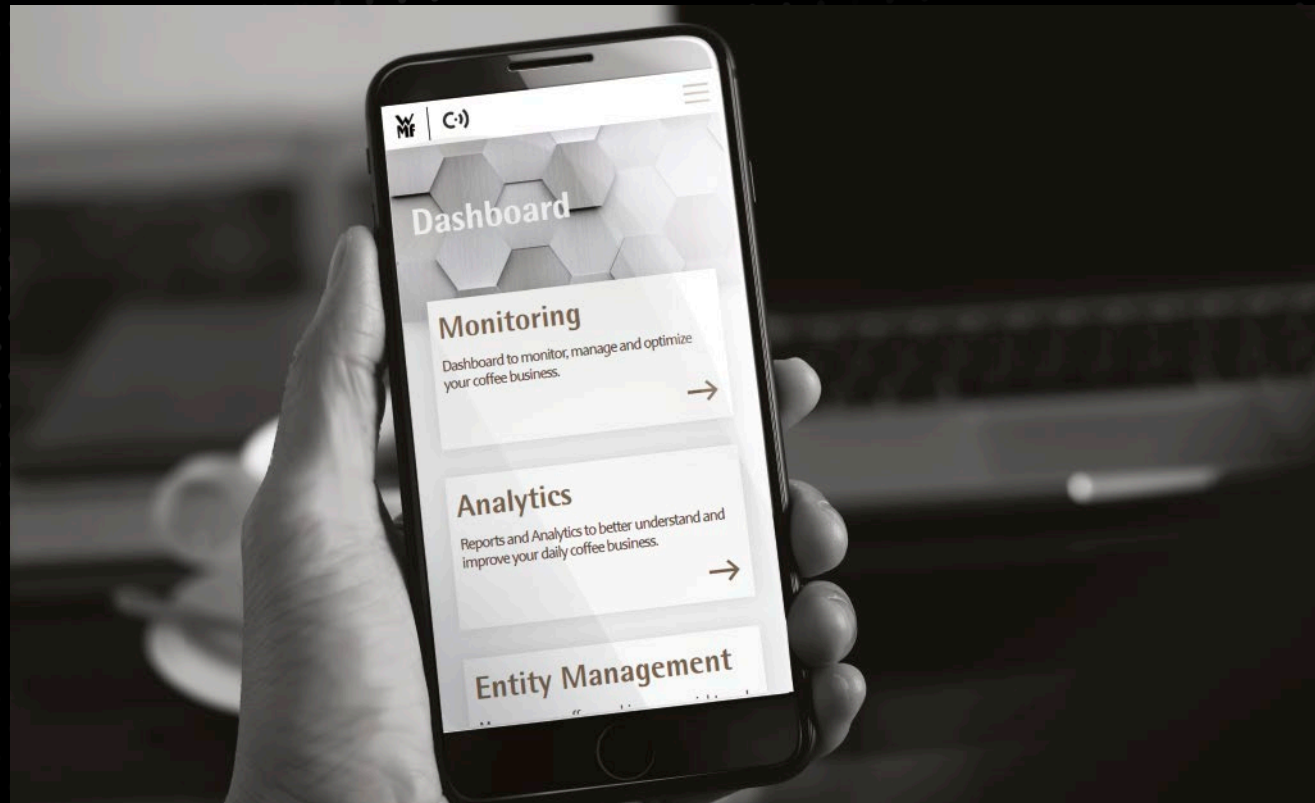 WMF
Dashboard
Monitoring
Dashboard to monitor, manage and optimize
your coffee business.
Analytics
Reports and Analytics to better understand and
improve your daily coffee business.
Entity Management